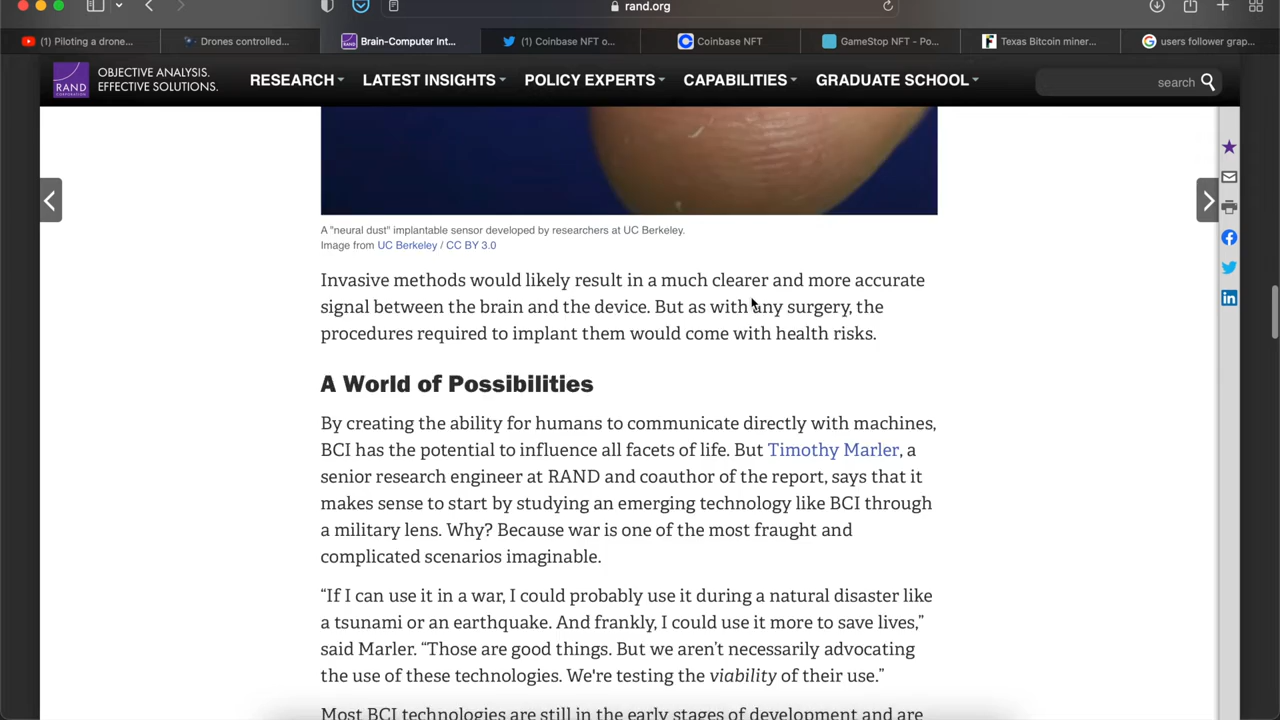 rand.org
Piloting a drone...
Drones controlled...
Brain-Computer Int...
(1) Coinbase NFT o...
Coinbase NFT
GameStop NFT - Po...
Texas Bitcoin miner...
users follower grap...
RAND
CORPORATION
OBJECTIVE ANALYSIS.
EFFECTIVE SOLUTIONS.
RESEARCH
LATEST INSIGHTS
POLICY EXPERTS
CAPABILITIES
GRADUATE SCHOOL
search
A "neural dust" implantable sensor developed by researchers at UC Berkeley.
Image from UC Berkeley / CC BY 3.0
Invasive methods would likely result in a much clearer and more accurate
signal between the brain and the device. But as with any surgery, the
procedures required to implant them would come with health risks.
A World of Possibilities
By creating the ability for humans to communicate directly with machines,
BCI has the potential to influence all facets of life. But Timothy Marler, a
senior research engineer at RAND and coauthor of the report, says that it
makes sense to start by studying an emerging technology like BCI through
a military lens. Why? Because war is one of the most fraught and
complicated scenarios imaginable.
“If I can use it in a war, I could probably use it during a natural disaster like
a tsunami or an earthquake. And frankly, I could use it more to save lives,”
said Marler. “Those are good things. But we aren’t necessarily advocating
the use of these technologies. We're testing the viability of their use.”
Most BCI technologies are still in the early stages of development and are